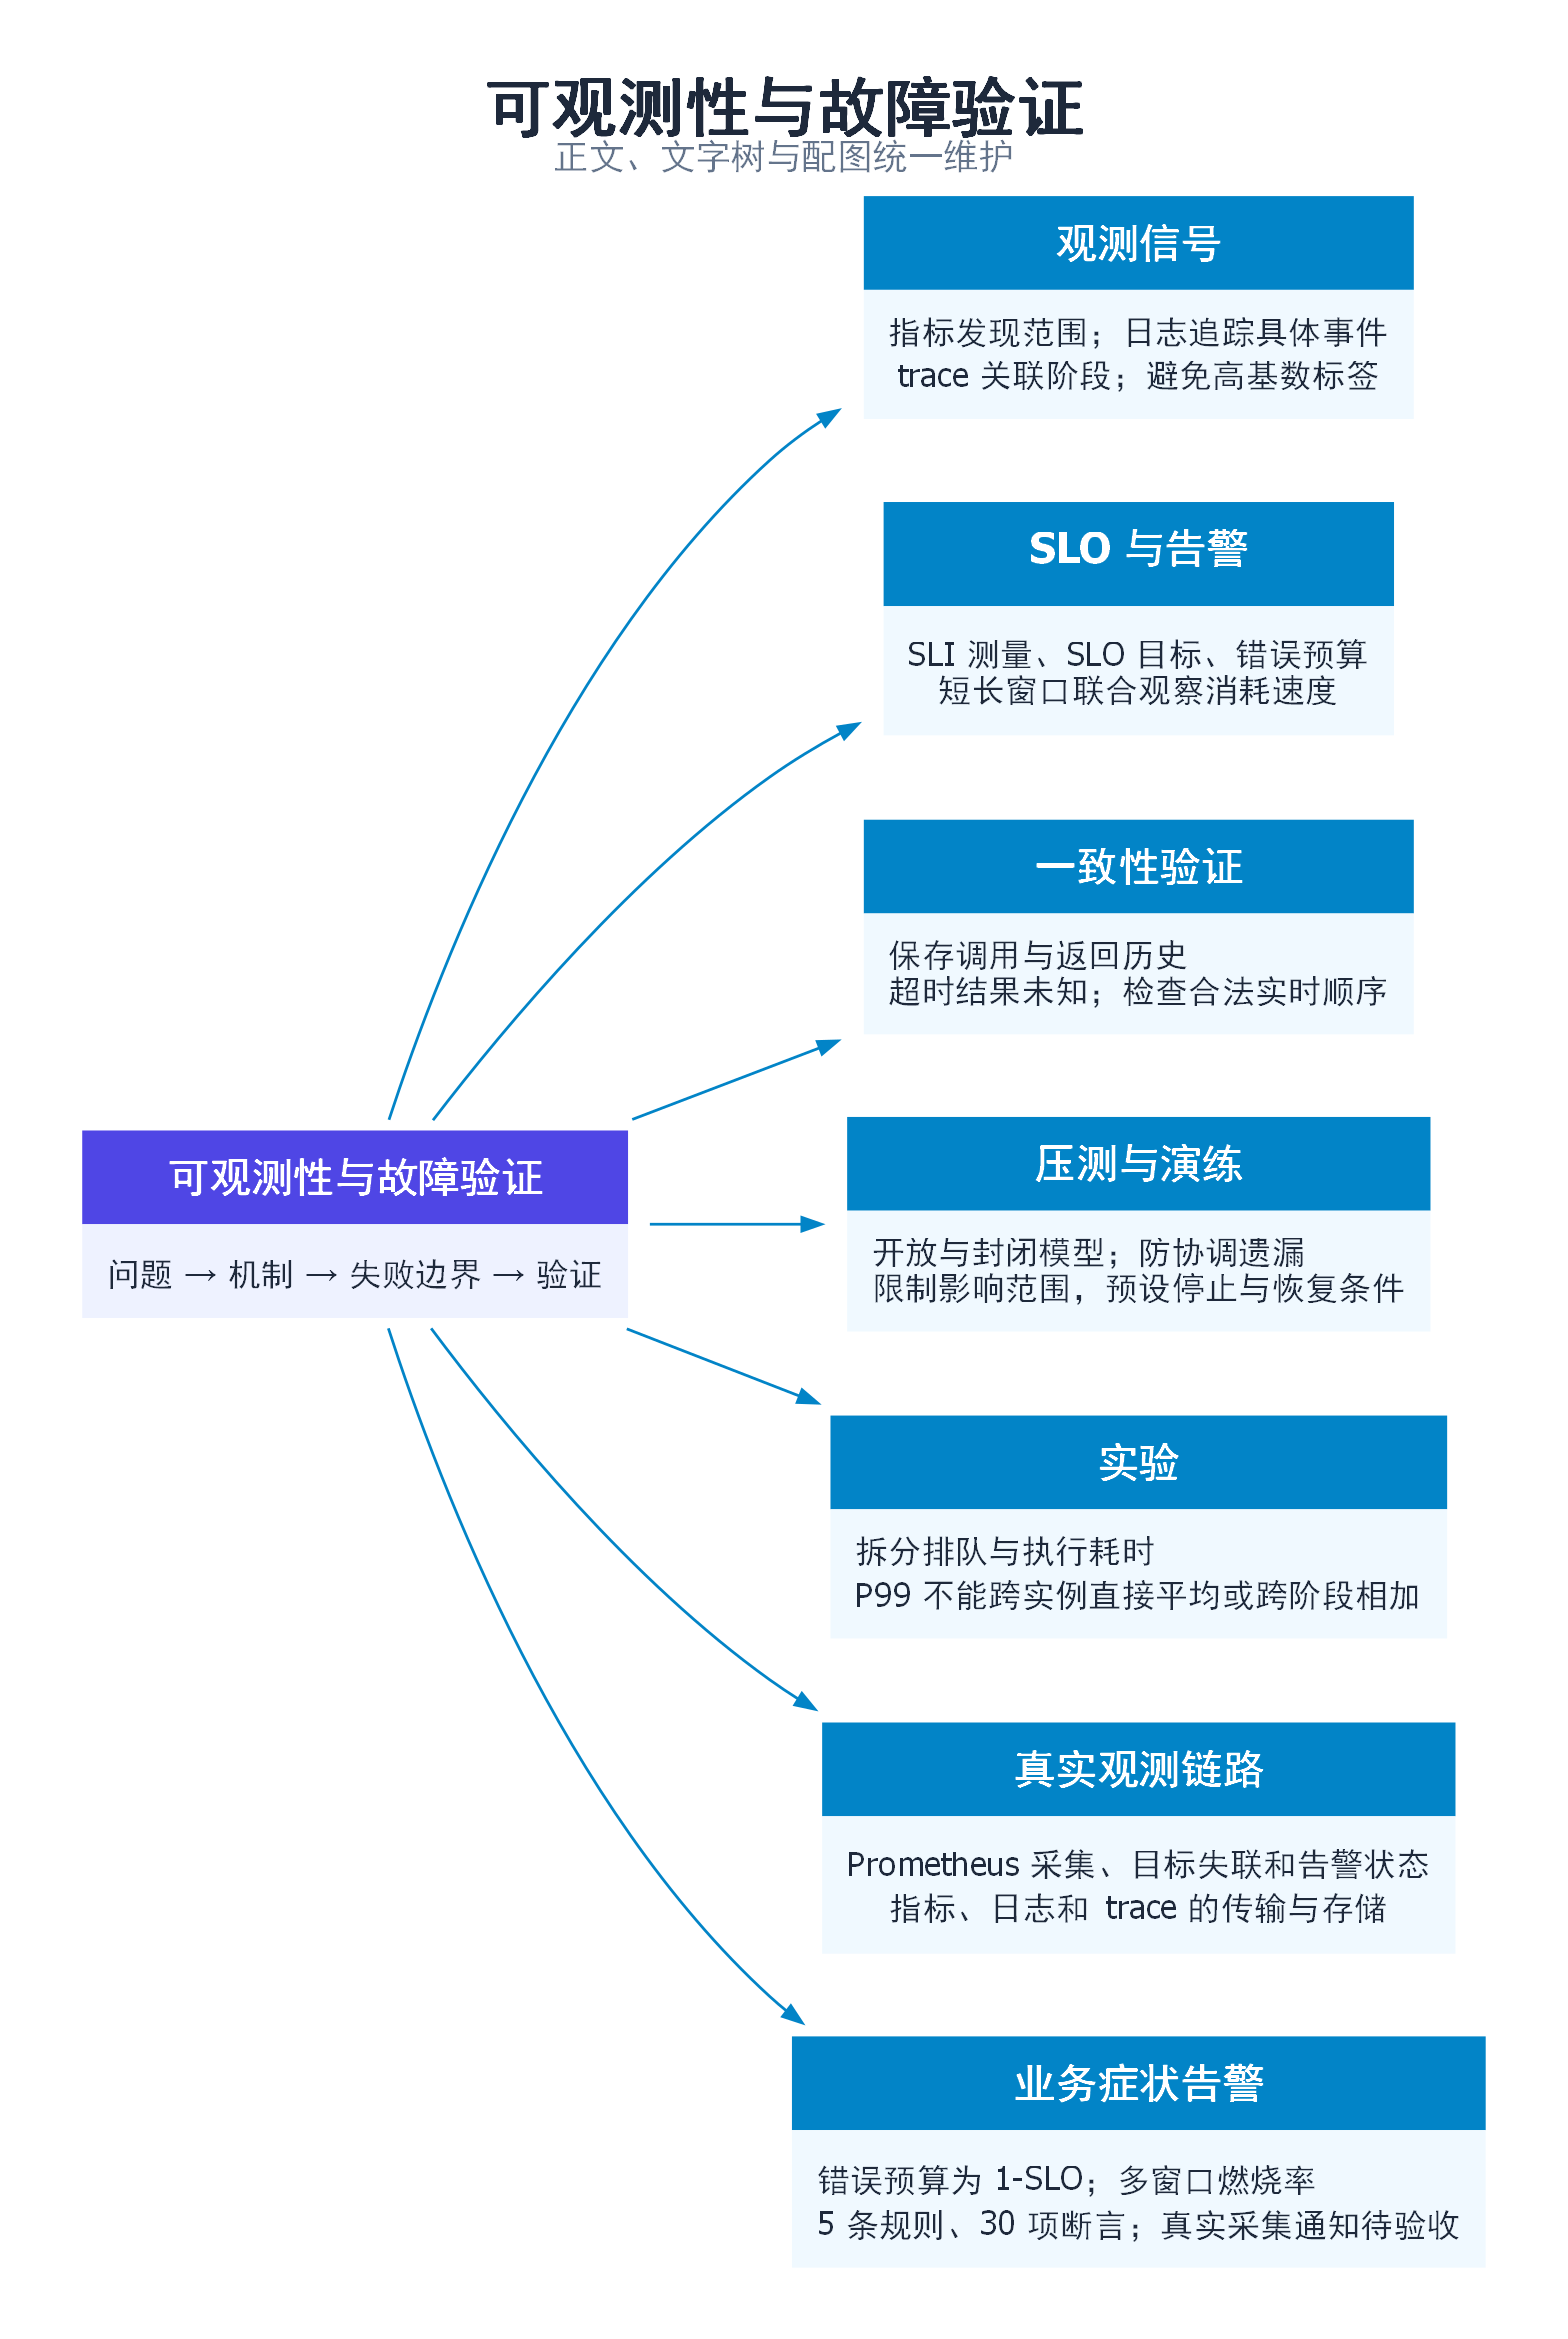 可观测性与故障验证
正文、文字树与配图统一维护
观测信号
指标发现范围；日志追踪具体事件
trace 关联阶段；避免高基数标签
SLO 与告警
SLI 测量、SLO 目标、错误预算
短长窗口联合观察消耗速度
一致性验证
保存调用与返回历史
超时结果未知；检查合法实时顺序
可观测性与故障验证
问题 → 机制 → 失败边界 → 验证
压测与演练
开放与封闭模型；防协调遗漏
限制影响范围，预设停止与恢复条件
实验
拆分排队与执行耗时
P99 不能跨实例直接平均或跨阶段相加
真实观测链路
Prometheus 采集、目标失联和告警状态
指标、日志和 trace 的传输与存储
业务症状告警
错误预算为 1-SLO；多窗口燃烧率
5 条规则、30 项断言；真实采集通知待验收